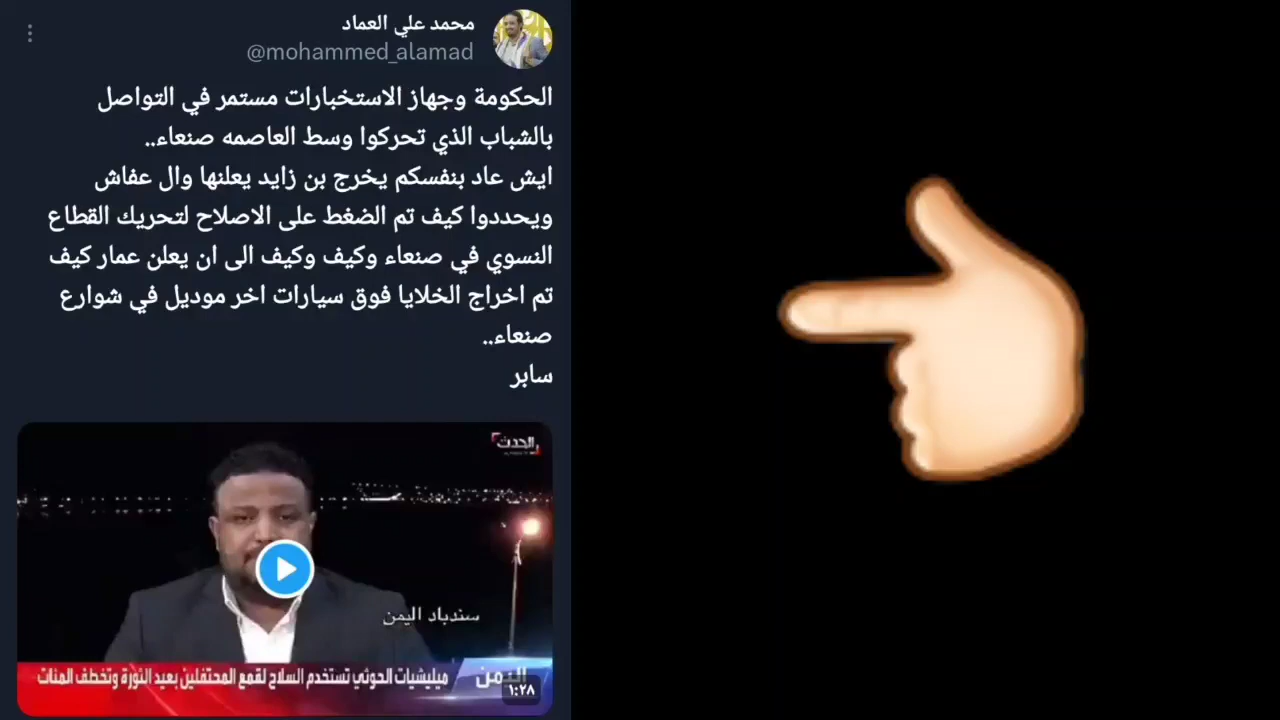 محمد علي العماد
@mohammed_alamad
الحكومة وجهاز الاستخبارات مستمر في التواصل
بالشباب الذي تحركوا وسط العاصمه صنعاء..
ايش عاد بنفسكم يخرج بن زايد يعلنها وال عفاش
ويحددوا كيف تم الضغط على الاصلاح لتحريك القطاع
النسوي في صنعاء وكيف وكيف الى ان يعلن عمار كيف
تم اخراج الخلايا فوق سيارات اخر موديل في شوارع
صنعاء..
سابر
الحدث
سندباد اليمن
اليمن
ميليشيات الحوثي تستخدم السلاح لقمع المحتفلين بعيد الثورة وتخطف المئات
١:٢٨